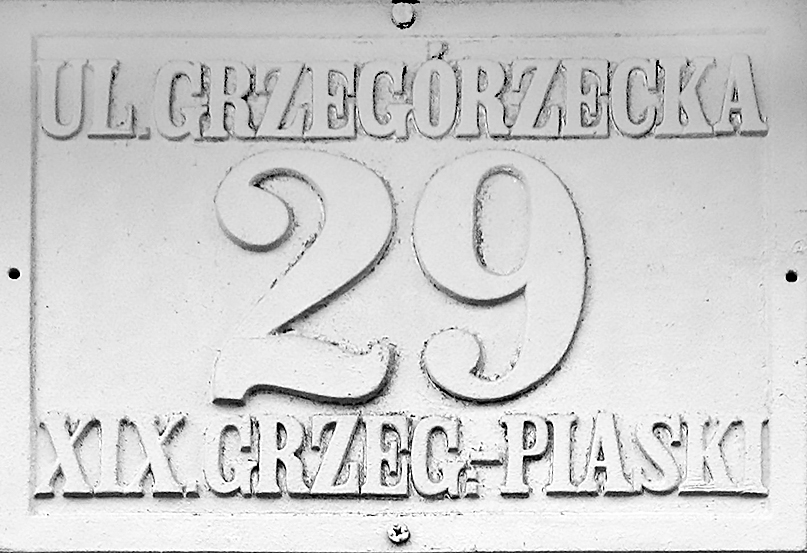 UL. GRZEGÓRZECKA
29
XIX. GRZEG.-PIASKI